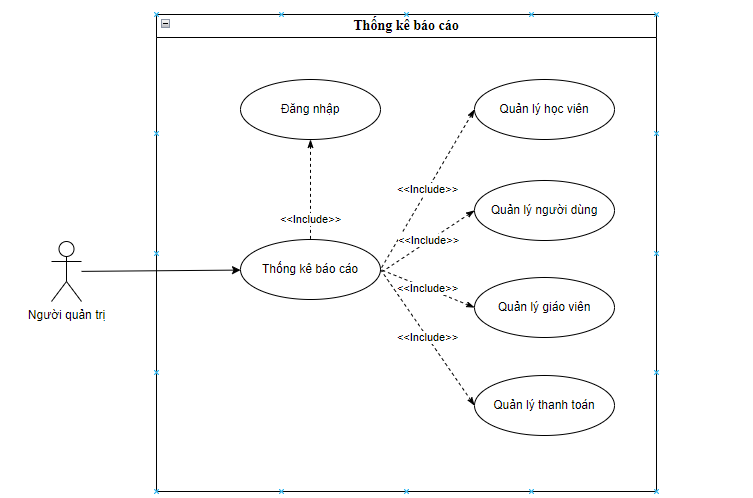 Thống kê báo cáo
Đăng nhập
Quản lý học viên
<<Include>>
<<Include>>
Quản lý người dùng
<<Include>>
Thống kê báo cáo
<<Include>>
Quản lý giáo viên
Người quản trị
<<Include>>
Quản lý thanh toán